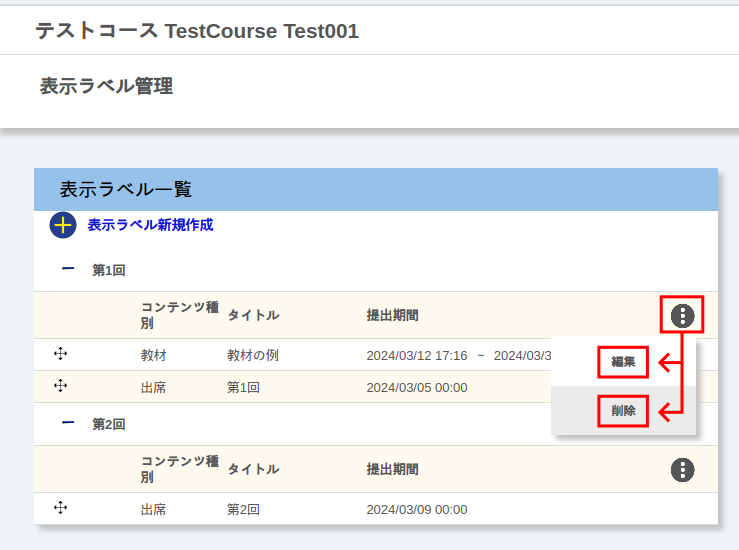 テストコース TestCourse Test001
表示ラベル管理
表示ラベル一覧
表示ラベル新規作成
第1回
コンテンツ種別 タイトル 提出期間
教材 教材の例 2024/03/12 17:16 ~ 2024/03/3
編集
出席 第1回 2024/03/05 00:00
削除
第2回
コンテンツ種別 タイトル 提出期間
出席 第2回 2024/03/09 00:00